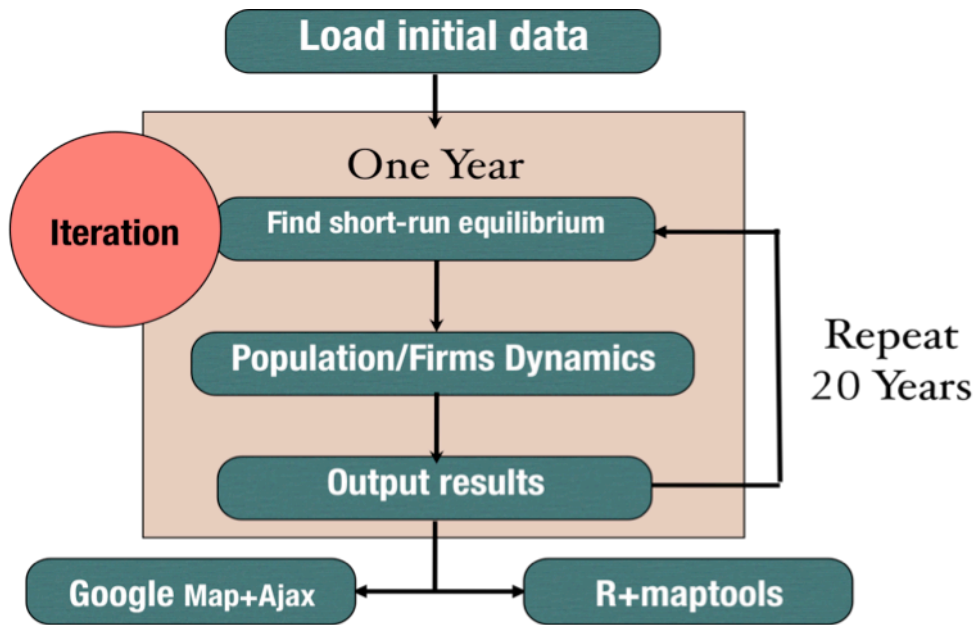 Load initial data
One Year
Iteration
Find short-run equilibrium
Population/Firms Dynamics
Repeat
20 Years
Output results
Google Map+Ajax
R+maptools